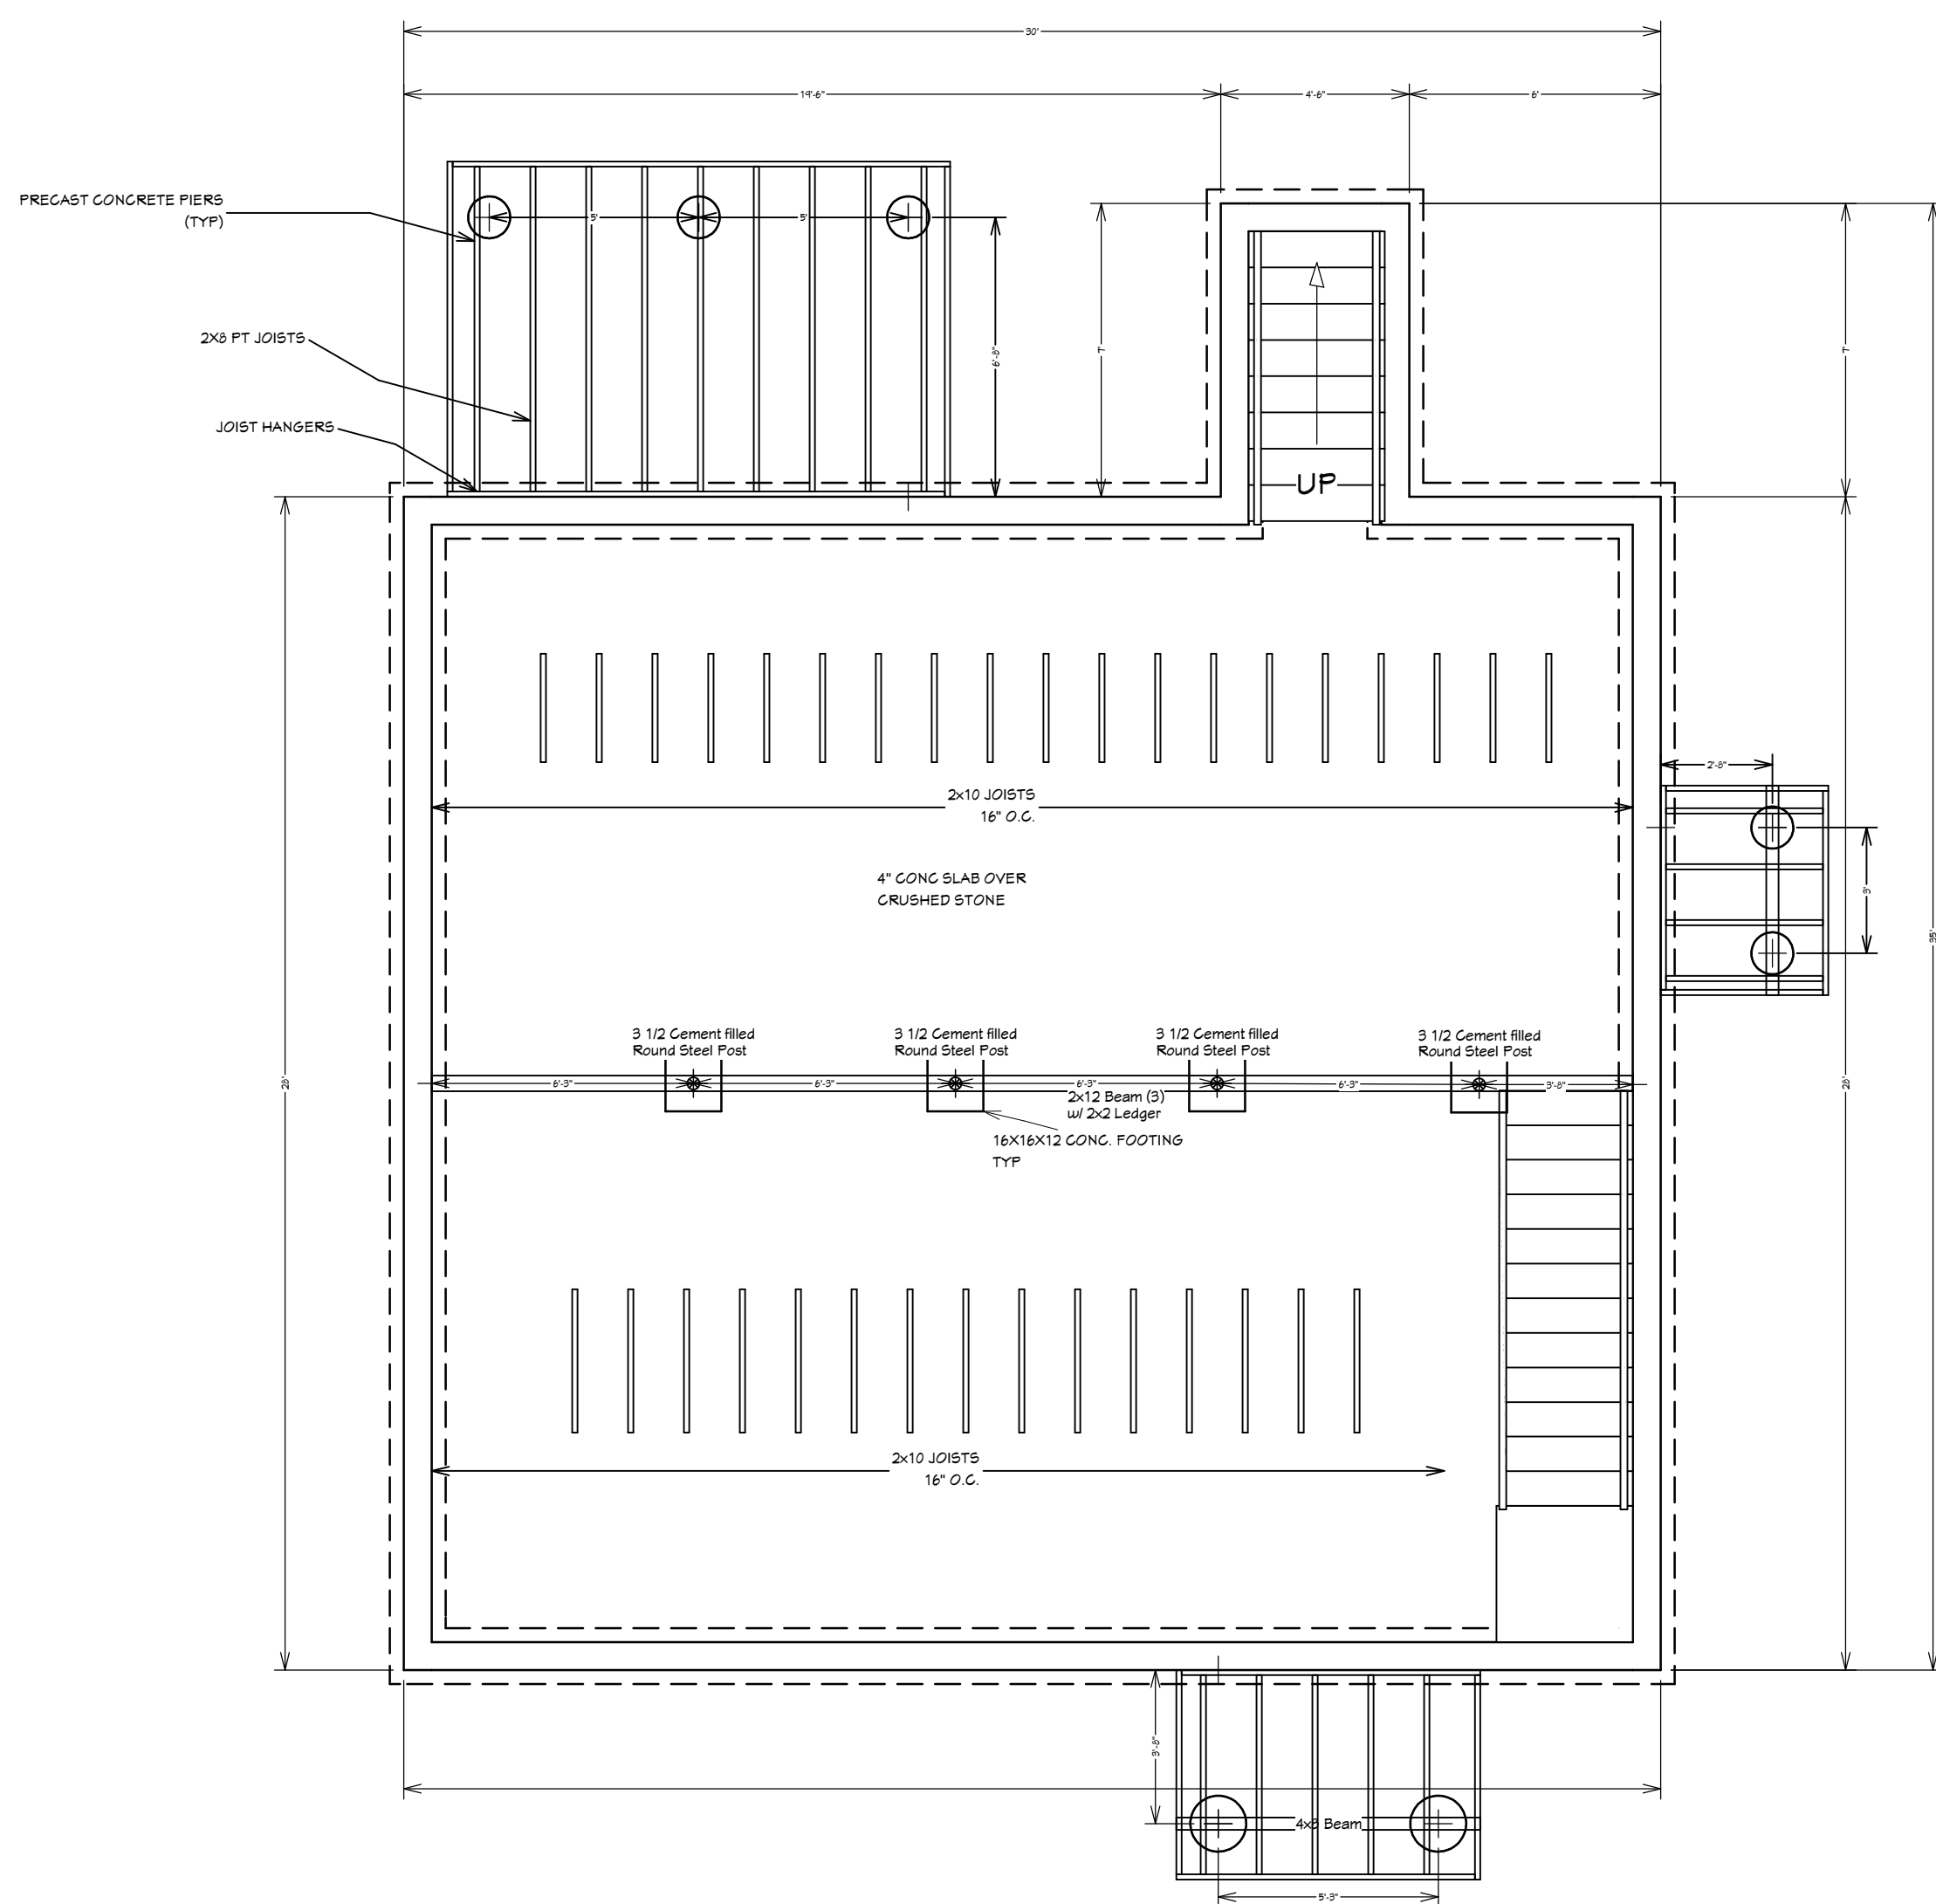 30'
19'-6"
4'-6"
6'
PRECAST CONCRETE PIERS
(TYP)
5'
5'
6'-8"
7'
7'
2X8 PT JOISTS
JOIST HANGERS
UP
2'-8"
2x10 JOISTS
16" O.C.
4" CONC SLAB OVER
CRUSHED STONE
3'
35'
3 1/2 Cement filled
Round Steel Post
3 1/2 Cement filled
Round Steel Post
3 1/2 Cement filled
Round Steel Post
3 1/2 Cement filled
Round Steel Post
28'
6'-3"
6'-3"
6'-3"
6'-3"
3'-8"
28'
2x12 Beam (3)
w/ 2x2 Ledger
16X16X12 CONC. FOOTING
TYP
2x10 JOISTS
16" O.C.
3'-8"
4x8 Beam
5'-3"